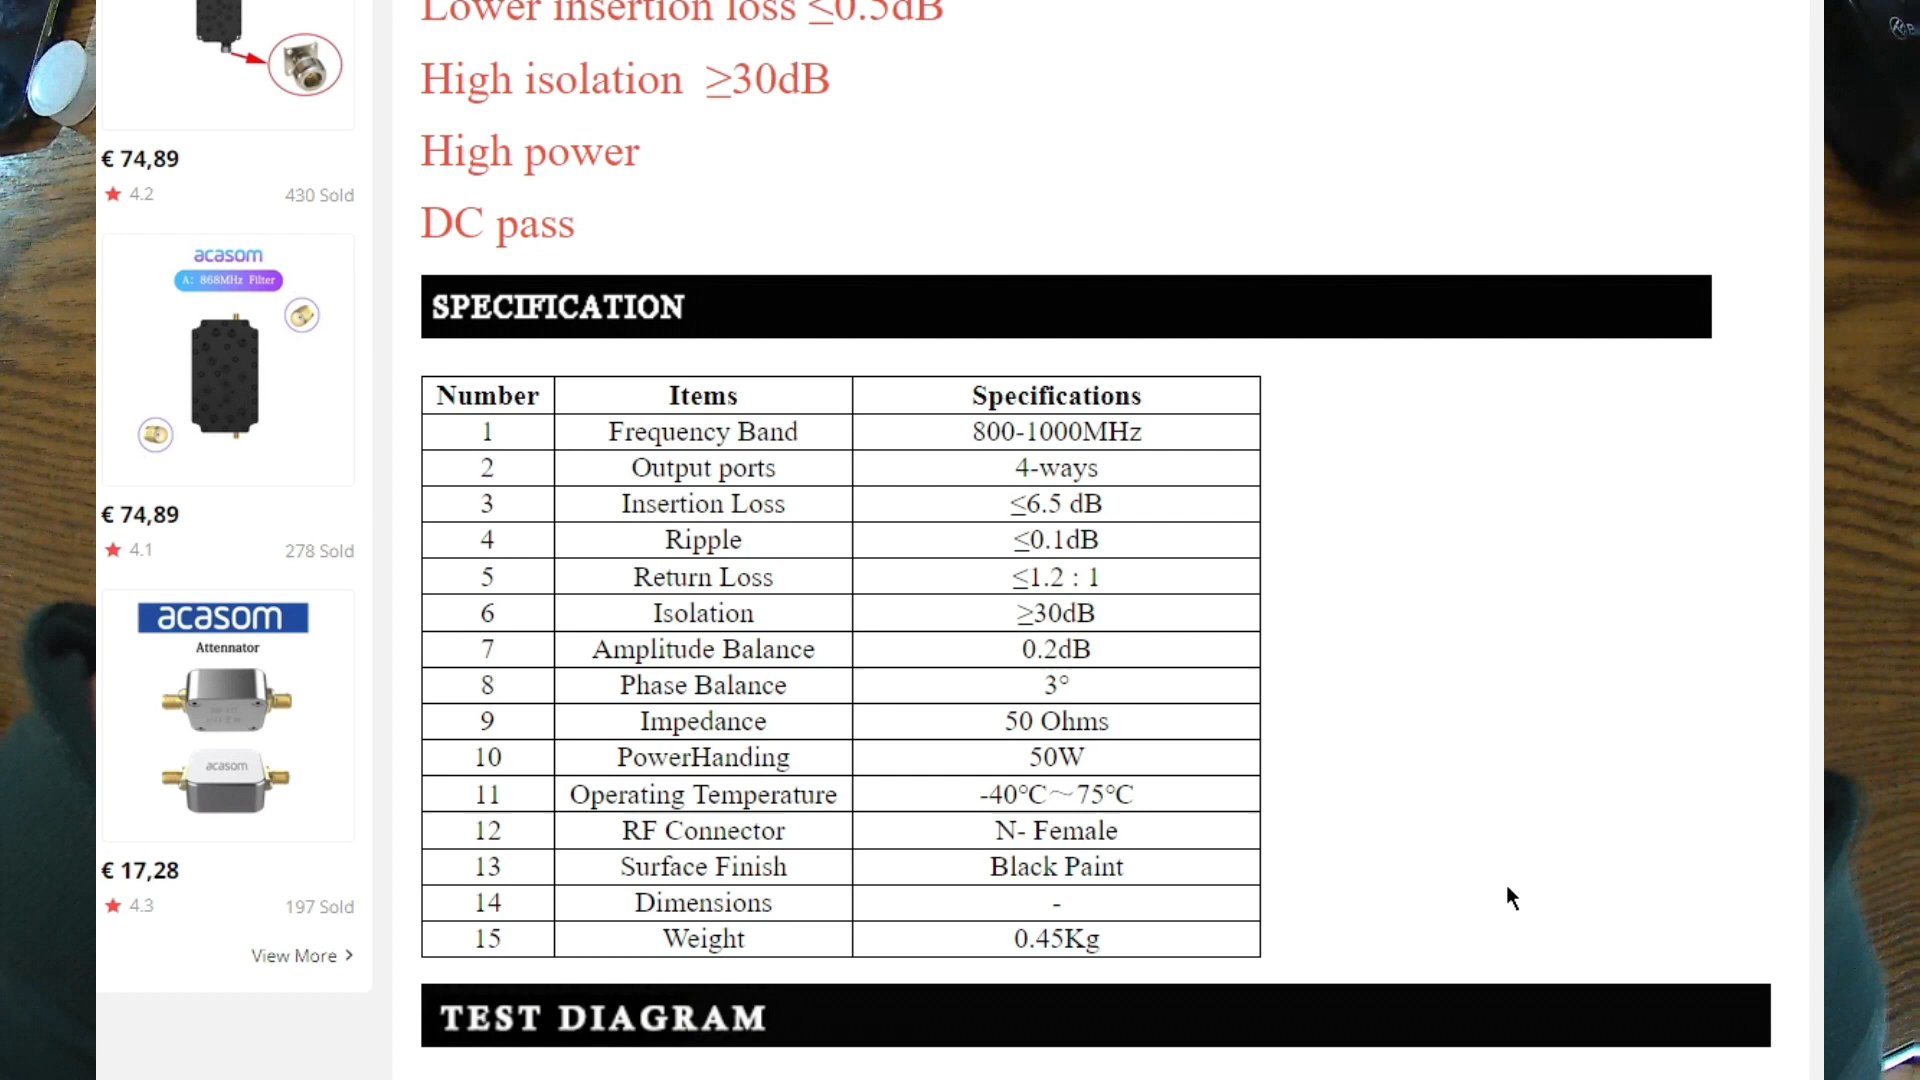 Lower insertion loss ≤0.5dB
High isolation ≥30dB
High power
DC pass
SPECIFICATION
Number Items Specifications
1 Frequency Band 800-1000MHz
2 Output ports 4-ways
3 Insertion Loss ≤6.5 dB
4 Ripple ≤0.1dB
5 Return Loss ≤1.2 : 1
6 Isolation ≥30dB
7 Amplitude Balance 0.2dB
8 Phase Balance 3°
9 Impedance 50 Ohms
10 PowerHanding 50W
11 Operating Temperature -40℃～75℃
12 RF Connector N- Female
13 Surface Finish Black Paint
14 Dimensions -
15 Weight 0.45Kg
TEST DIAGRAM
€ 74,89
4.2 430 Sold
acasom
A: 868MHz Filter
€ 74,89
4.1 278 Sold
acasom
Attennator
acasom
€ 17,28
4.3 197 Sold
View More >